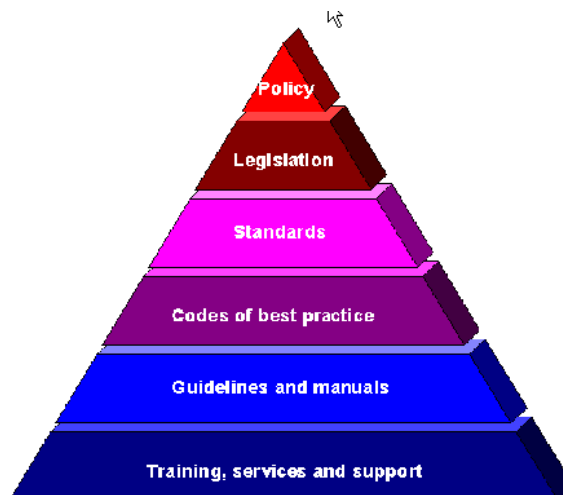 Policy
Legislation
Standards
Codes of best practice
Guidelines and manuals
Training, services and support